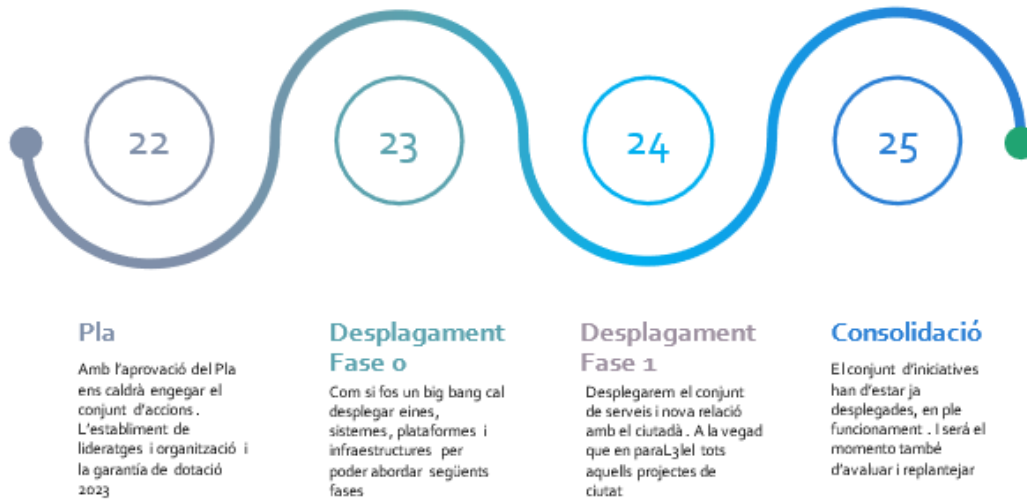 22
23
24
25
Pla
Amb l'aprovació del Pla
ens caldrà engegar el
conjunt d'accions.
L'establiment de
lideratges i organització i
la garantía de dotació
2023
Desplagament
Fase 0
Com si fos un big bang cal
desplegar eines,
sistemes, plataformes i
infraestructures per
poder abordar següents
fases
Desplagament
Fase 1
Desplegarem el conjunt
de serveis i nova relació
amb el ciutadà. A la vegad
que en paraL3lel tots
aquells projectes de
ciutat
Consolidació
El conjunt d'iniciatives
han d'estar ja
desplegades, en ple
funcionament. I será el
momento també
d'avaluar i replantejar